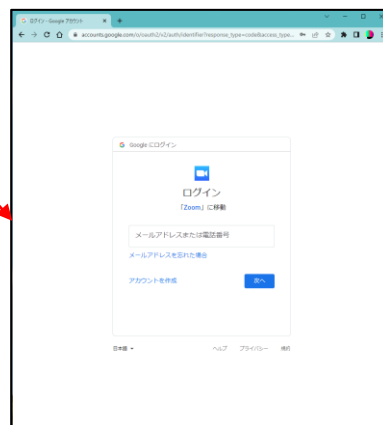 ログイン - Google アカウント
accounts.google.com/o/oauth2/v2/auth/identifier?response_type=code&access_type...
G Google にログイン
ログイン
「Zoom」に移動
メールアドレスまたは電話番号
メールアドレスを忘れた場合
アカウントを作成
次へ
日本語
ヘルプ プライバシー 規約